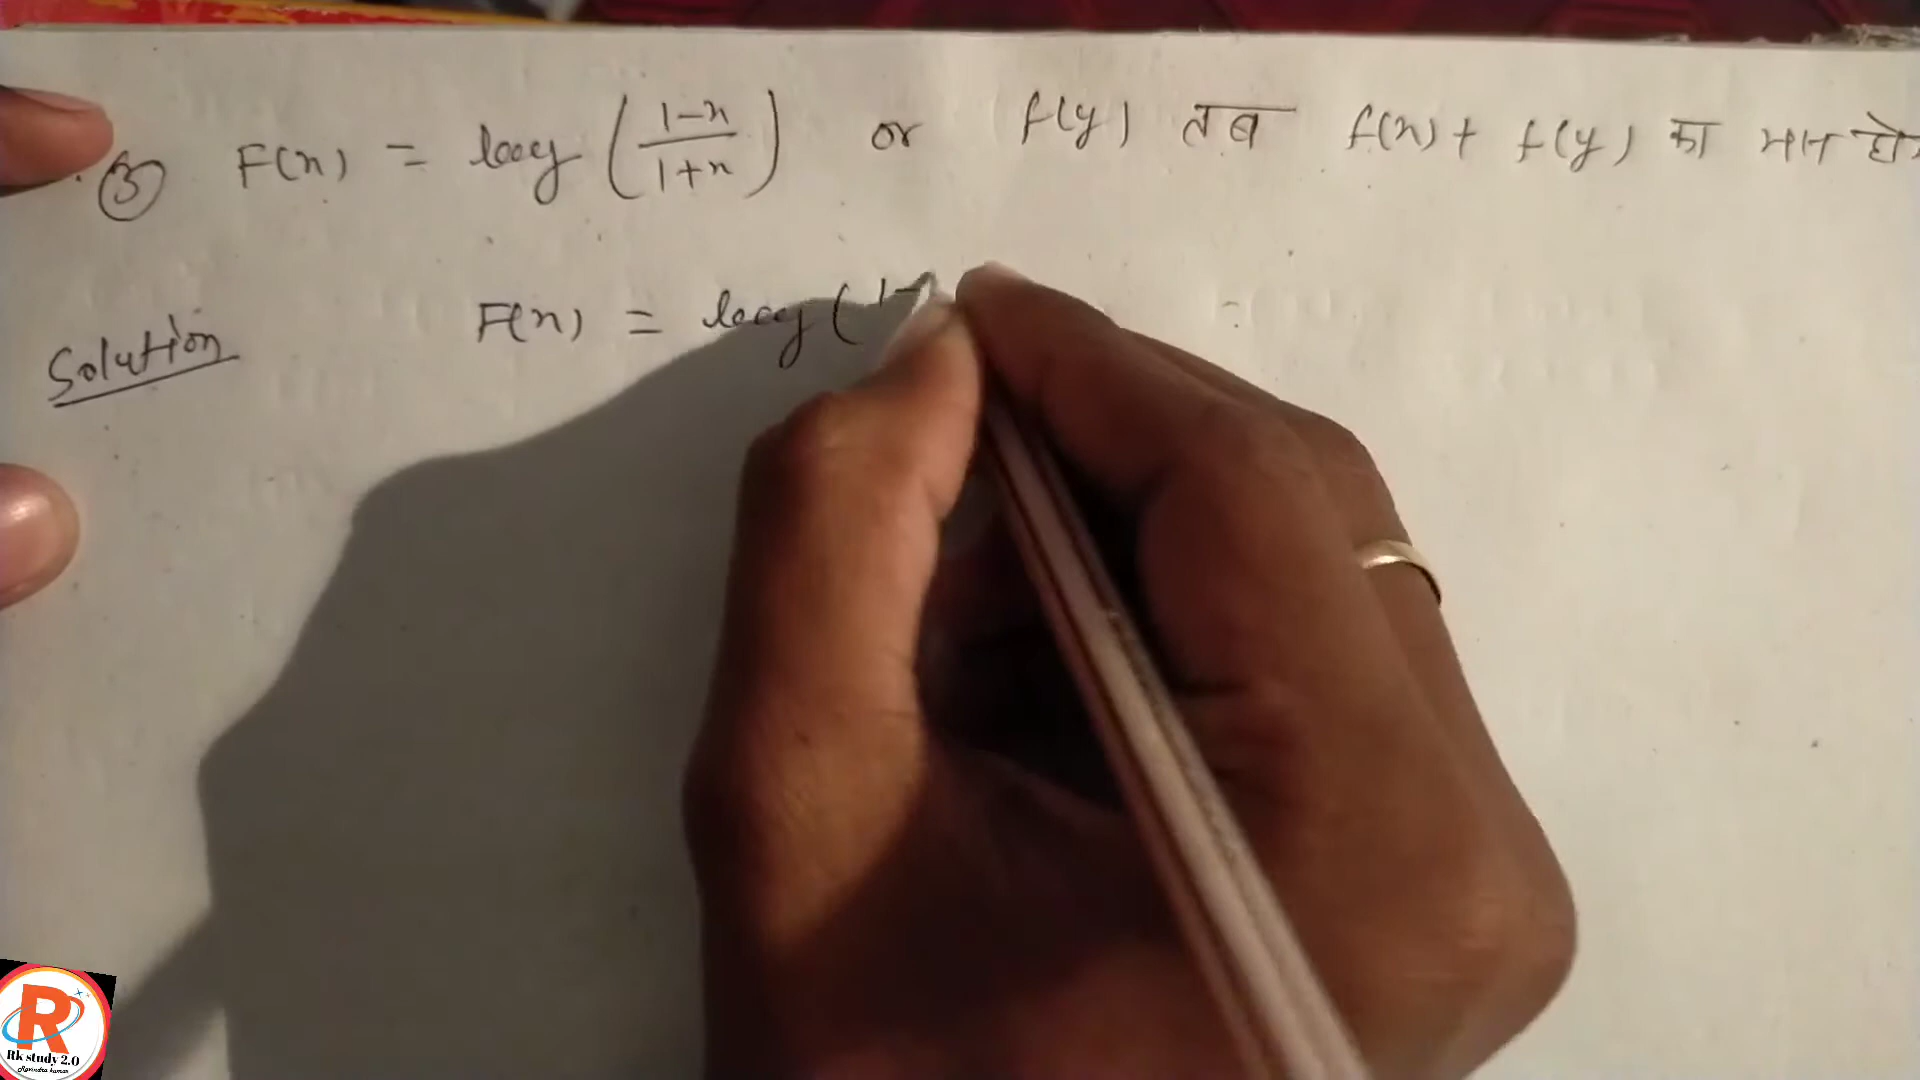 ③ F(x) = log (1-x / 1+x) or f(y) तब f(x) + f(y) का मान
Solution F(x) = log (1-
R
Rk study 2.0